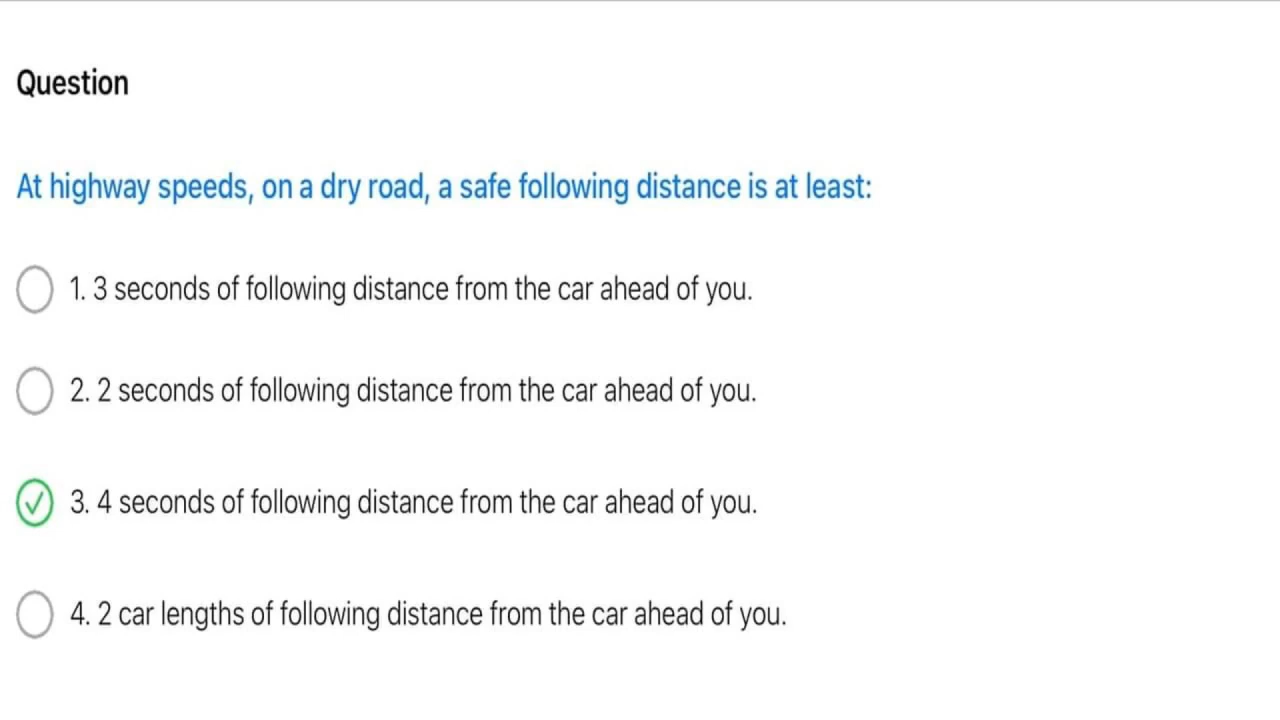 Question
At highway speeds, on a dry road, a safe following distance is at least:
1. 3 seconds of following distance from the car ahead of you.
2. 2 seconds of following distance from the car ahead of you.
3. 4 seconds of following distance from the car ahead of you.
4. 2 car lengths of following distance from the car ahead of you.